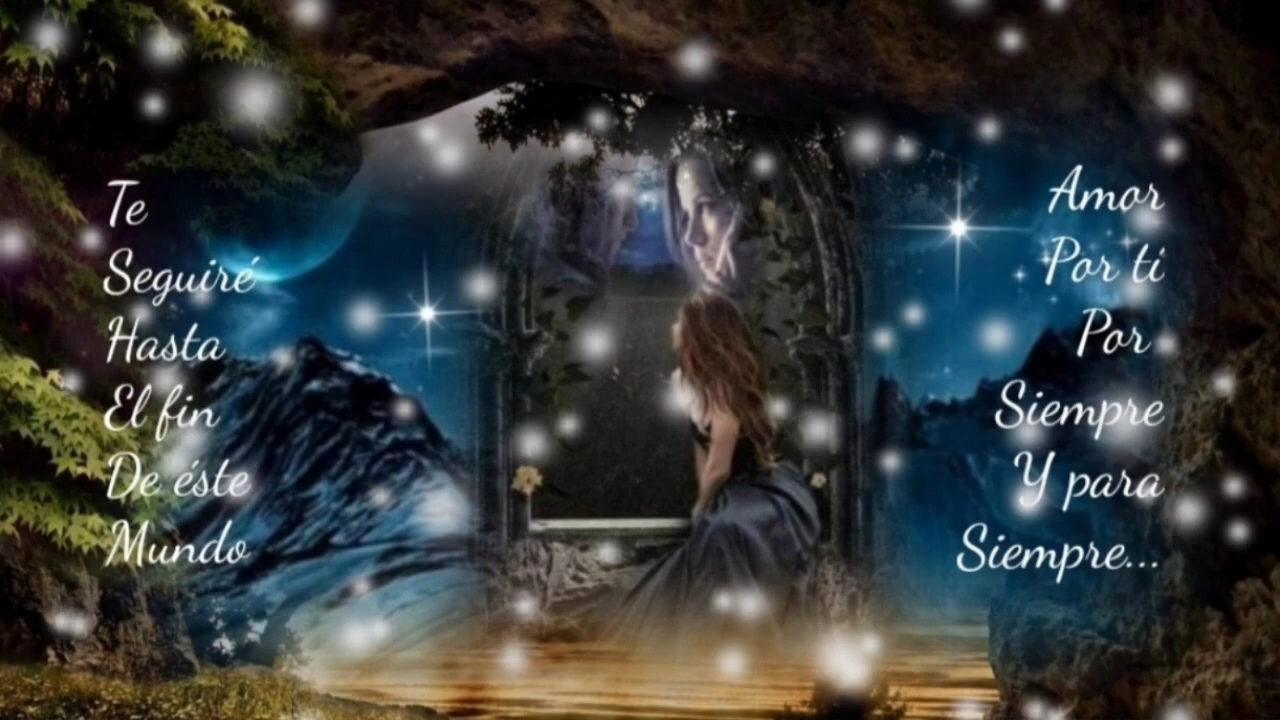 Te
Seguiré
Hasta
El fin
De éste
Mundo
Amor
Por ti
Por
Siempre
Y para
Siempre...